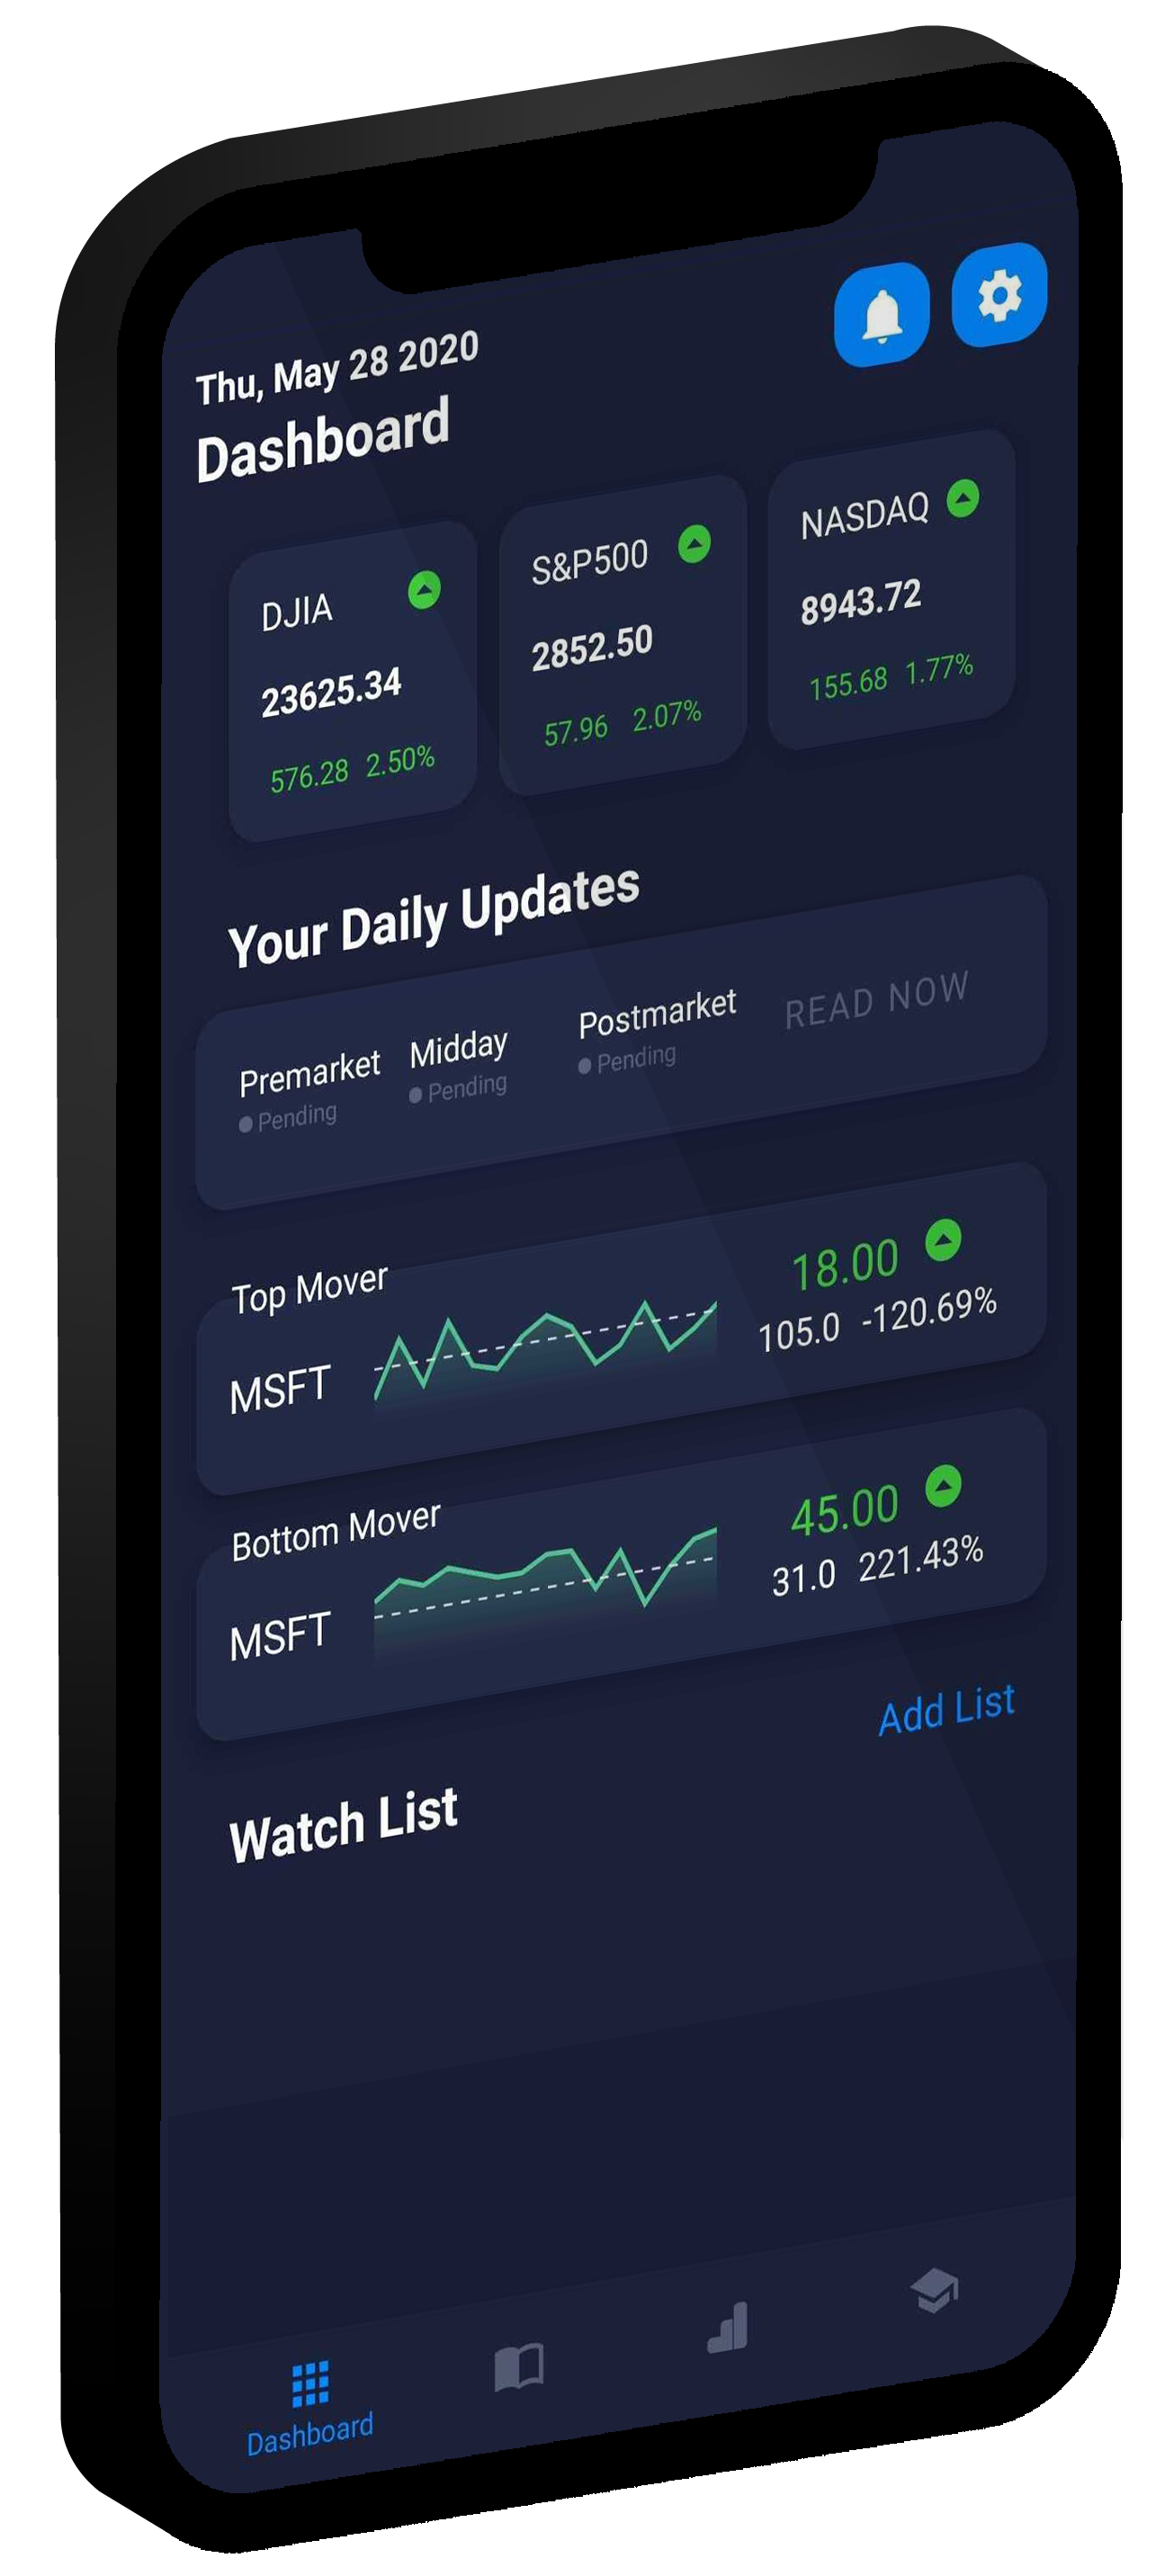 Thu, May 28 2020
Dashboard
DJIA
23625.34
576.28 2.50%
S&P500
2852.50
57.96 2.07%
NASDAQ
8943.72
155.68 1.77%
Your Daily Updates
Premarket
Pending
Midday
Pending
Postmarket
Pending
READ NOW
Top Mover
MSFT
18.00
105.0 -120.69%
Bottom Mover
MSFT
45.00
31.0 221.43%
Add List
Watch List
Dashboard